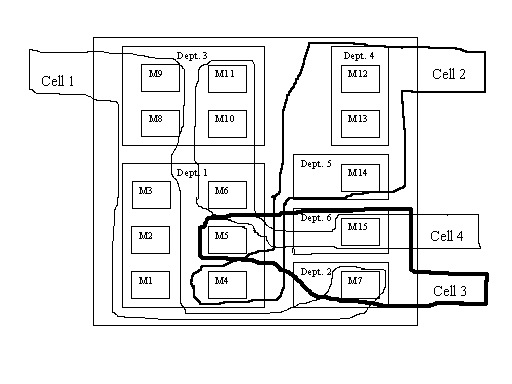 Dept. 3
Dept. 4
M9
M11
M12
Cell 1
Cell 2
M8
M10
M13
Dept. 5
Dept. 1
M14
M3
M6
Dept. 6
M2
M5
M15
Cell 4
Dept. 2
M1
M4
M7
Cell 3